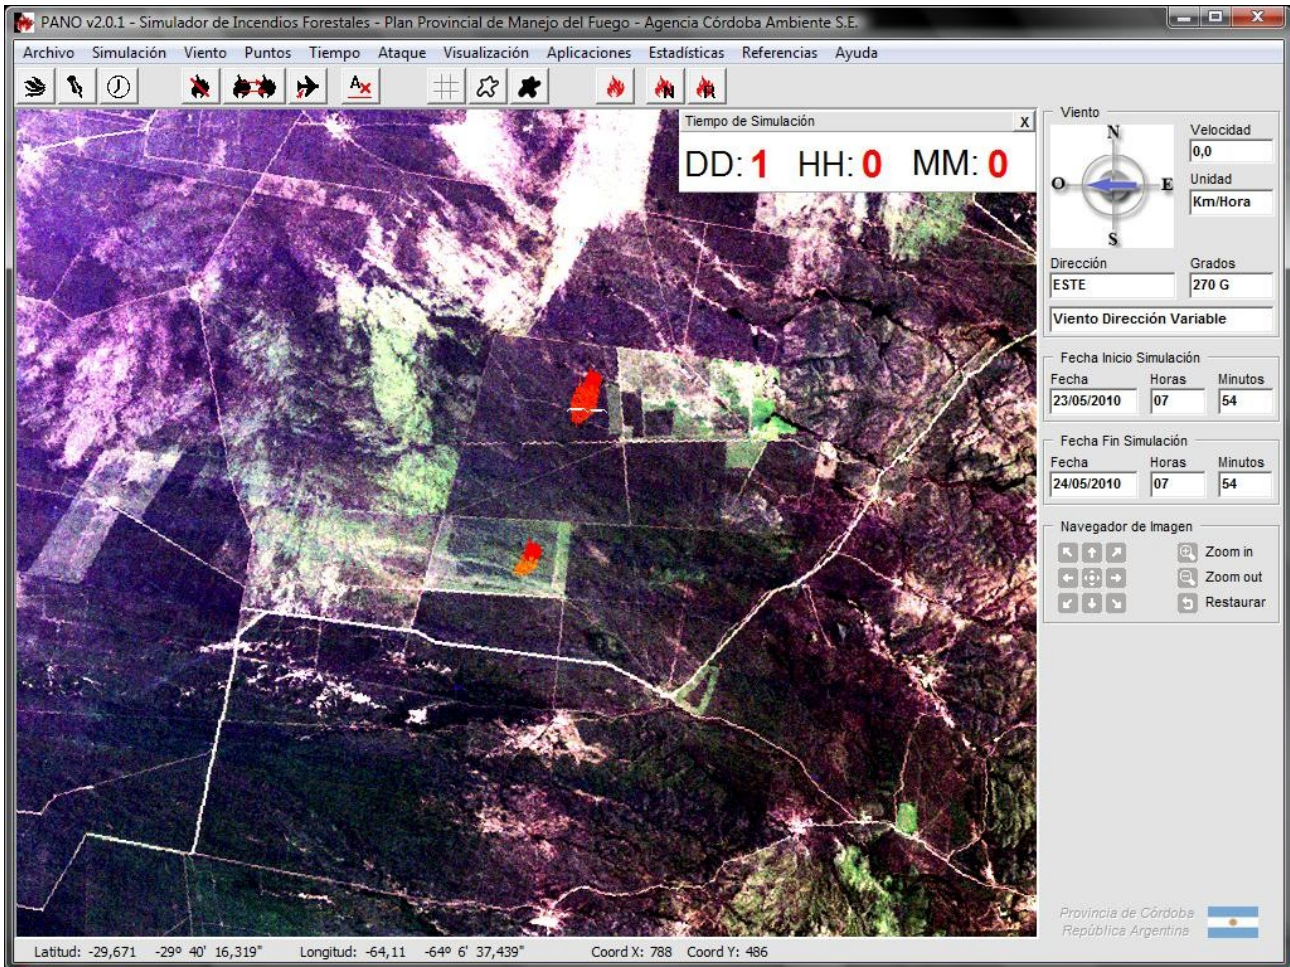 PANO v2.0.1 - Simulador de Incendios Forestales - Plan Provincial de Manejo del Fuego - Agencia Córdoba Ambiente S.E.
Archivo Simulación Viento Puntos Tiempo Ataque Visualización Aplicaciones Estadísticas Referencias Ayuda
A
N
R
Tiempo de Simulación X
DD: 1 HH: 0 MM: 0
Viento
N
O
E
S
Velocidad
0,0
Unidad
Km/Hora
Dirección Grados
ESTE 270 G
Viento Dirección Variable
Fecha Inicio Simulación
Fecha Horas Minutos
23/05/2010 07 54
Fecha Fin Simulación
Fecha Horas Minutos
24/05/2010 07 54
Navegador de Imagen
Zoom in
Zoom out
Restaurar
Provincia de Córdoba
República Argentina
Latitud: -29,671 -29º 40' 16,319" Longitud: -64,11 -64º 6' 37,439" Coord X: 788 Coord Y: 486